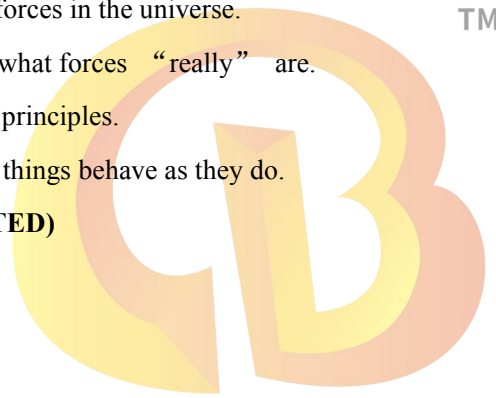 forces in the universe.
TM
what forces “really” are.
principles.
things behave as they do.
TED)